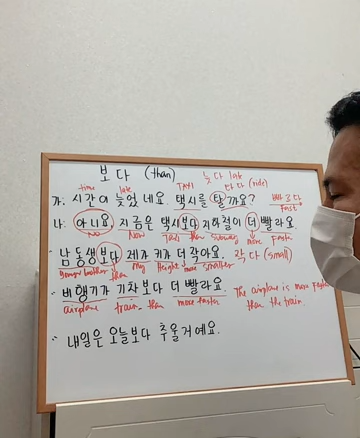 보다 (than) 늦다 late
time late TAXI 타다 (ride)
가: 시간이 늦었네요. 택시를 탈까요? 빠르다
Fast
나: 아니요 지금은 택시보다 지하철이 더 빨라요.
No Now Taxi than subway more Faster
남동생보다 제가 키가 더 작아요. 작다 (small)
Younger brother than my Height more smaller
비행기가 기차보다 더 빨라요. The airplane is more Faster
airplane train than more faster than the train.
내일은 오늘보다 추울거예요.